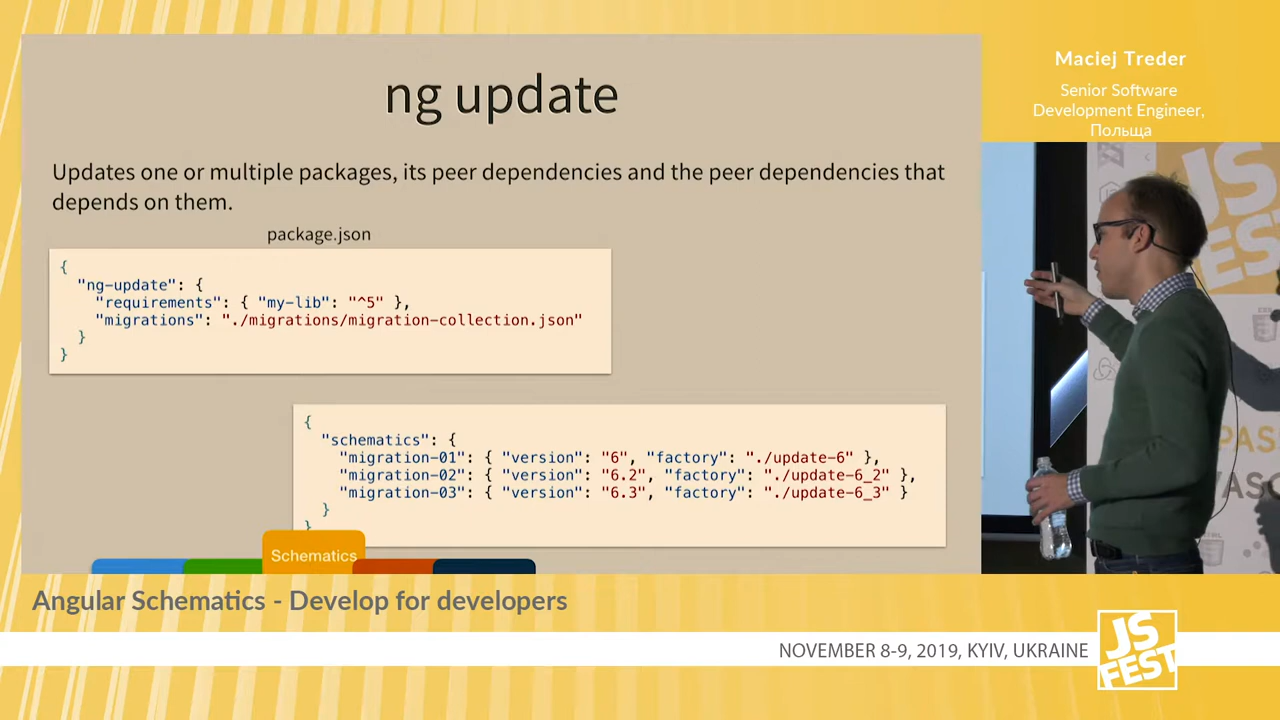 ng update
Updates one or multiple packages, its peer dependencies and the peer dependencies that
depends on them.
package.json
{
"ng-update": {
"requirements": { "my-lib": "^5" },
"migrations": "./migrations/migration-collection.json"
}
}
{
"schematics": {
"migration-01": { "version": "6", "factory": "./update-6" },
"migration-02": { "version": "6.2", "factory": "./update-6_2" },
"migration-03": { "version": "6.3", "factory": "./update-6_3" }
}
}
Schematics
Maciej Treder
Senior Software
Development Engineer,
Польща
JS
FEST
Angular Schematics - Develop for developers
NOVEMBER 8-9, 2019, KYIV, UKRAINE
JS
FEST